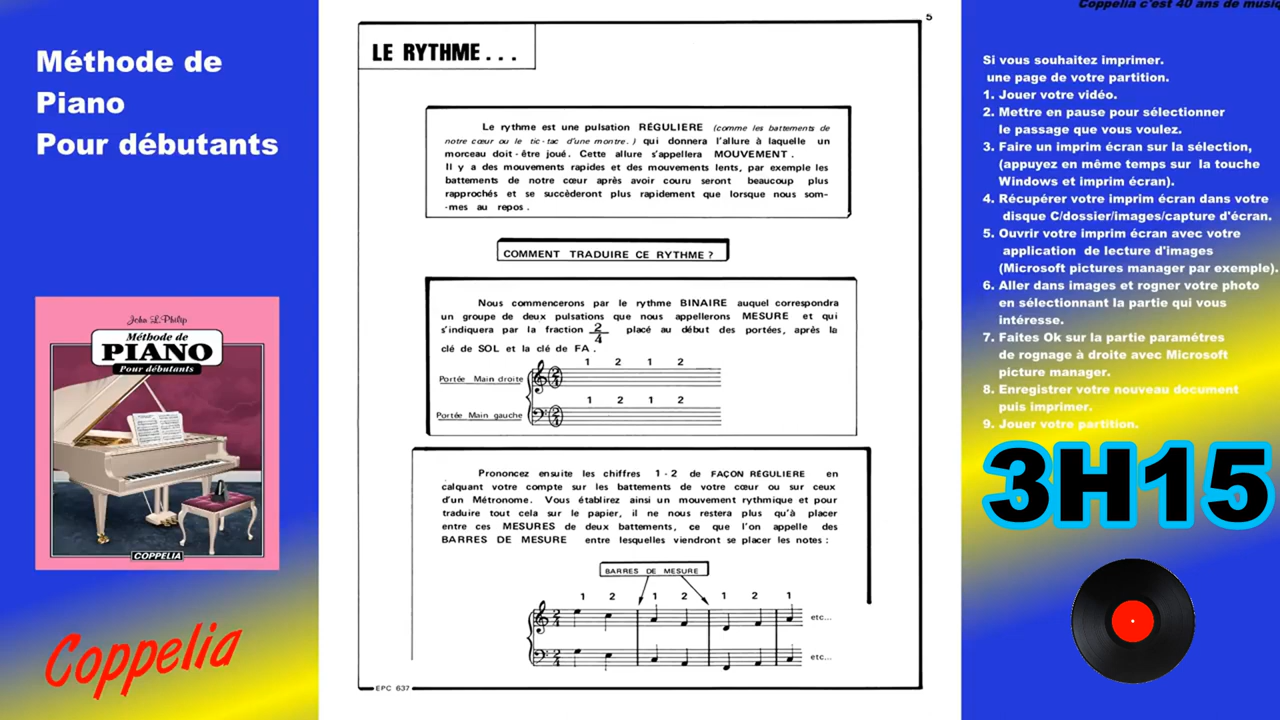 Méthode de
Piano
Pour débutants
John L. Philip
Méthode de
PIANO
Pour débutants
COPPELIA
Coppelia
5
LE RYTHME...
Le rythme est une pulsation RÉGULIERE (comme les battements de
notre cœur ou le tic-tac d'une montre.) qui donnera l'allure à laquelle un
morceau doit-être joué. Cette allure s'appellera MOUVEMENT.
Il y a des mouvements rapides et des mouvements lents, par exemple les
battements de notre cœur après avoir couru seront beaucoup plus
rapprochés et se succèderont plus rapidement que lorsque nous som-
-mes au repos.
COMMENT TRADUIRE CE RYTHME ?
Nous commencerons par le rythme BINAIRE auquel correspondra
un groupe de deux pulsations que nous appellerons MESURE et qui
s'indiquera par la fraction 2/4 placé au début des portées, après la
clé de SOL et la clé de FA.
1 2 1 2
Portée Main droite
2/4
1 2 1 2
Portée Main gauche
2/4
Prononcez ensuite les chiffres 1-2 de FAÇON RÉGULIERE en
calquant votre compte sur les battements de votre cœur ou sur ceux
d'un Métronome. Vous établirez ainsi un mouvement rythmique et pour
traduire tout cela sur le papier, il ne nous restera plus qu'à placer
entre ces MESURES de deux battements, ce que l'on appelle des
BARRES DE MESURE entre lesquelles viendront se placer les notes :
BARRES DE MESURE
1 2 1 2 1 2 1
2/4
etc...
2/4
etc...
EPC 637
Coppelia c'est 40 ans de musiq
Si vous souhaitez imprimer.
une page de votre partition.
1. Jouer votre vidéo.
2. Mettre en pause pour sélectionner
le passage que vous voulez.
3. Faire un imprim écran sur la sélection,
(appuyez en même temps sur la touche
Windows et imprim écran).
4. Récupérer votre imprim écran dans votre
disque C/dossier/images/capture d'écran.
5. Ouvrir votre imprim écran avec votre
application de lecture d'images
(Microsoft pictures manager par exemple).
6. Aller dans images et rogner votre photo
en sélectionnant la partie qui vous
intéresse.
7. Faites Ok sur la partie paramétres
de rognage à droite avec Microsoft
picture manager.
8. Enregistrer votre nouveau document
puis imprimer.
9. Jouer votre partition.
3H15